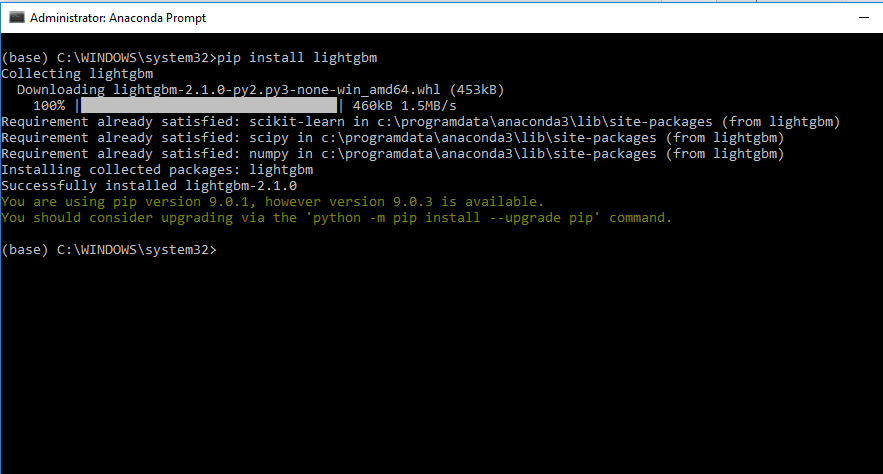 Administrator: Anaconda Prompt
(base) C:\WINDOWS\system32>pip install lightgbm
Collecting lightgbm
  Downloading lightgbm-2.1.0-py2.py3-none-win_amd64.whl (453kB)
    100% |████████████████████████████████| 460kB 1.5MB/s
Requirement already satisfied: scikit-learn in c:\programdata\anaconda3\lib\site-packages (from lightgbm)
Requirement already satisfied: scipy in c:\programdata\anaconda3\lib\site-packages (from lightgbm)
Requirement already satisfied: numpy in c:\programdata\anaconda3\lib\site-packages (from lightgbm)
Installing collected packages: lightgbm
Successfully installed lightgbm-2.1.0
You are using pip version 9.0.1, however version 9.0.3 is available.
You should consider upgrading via the 'python -m pip install --upgrade pip' command.
(base) C:\WINDOWS\system32>